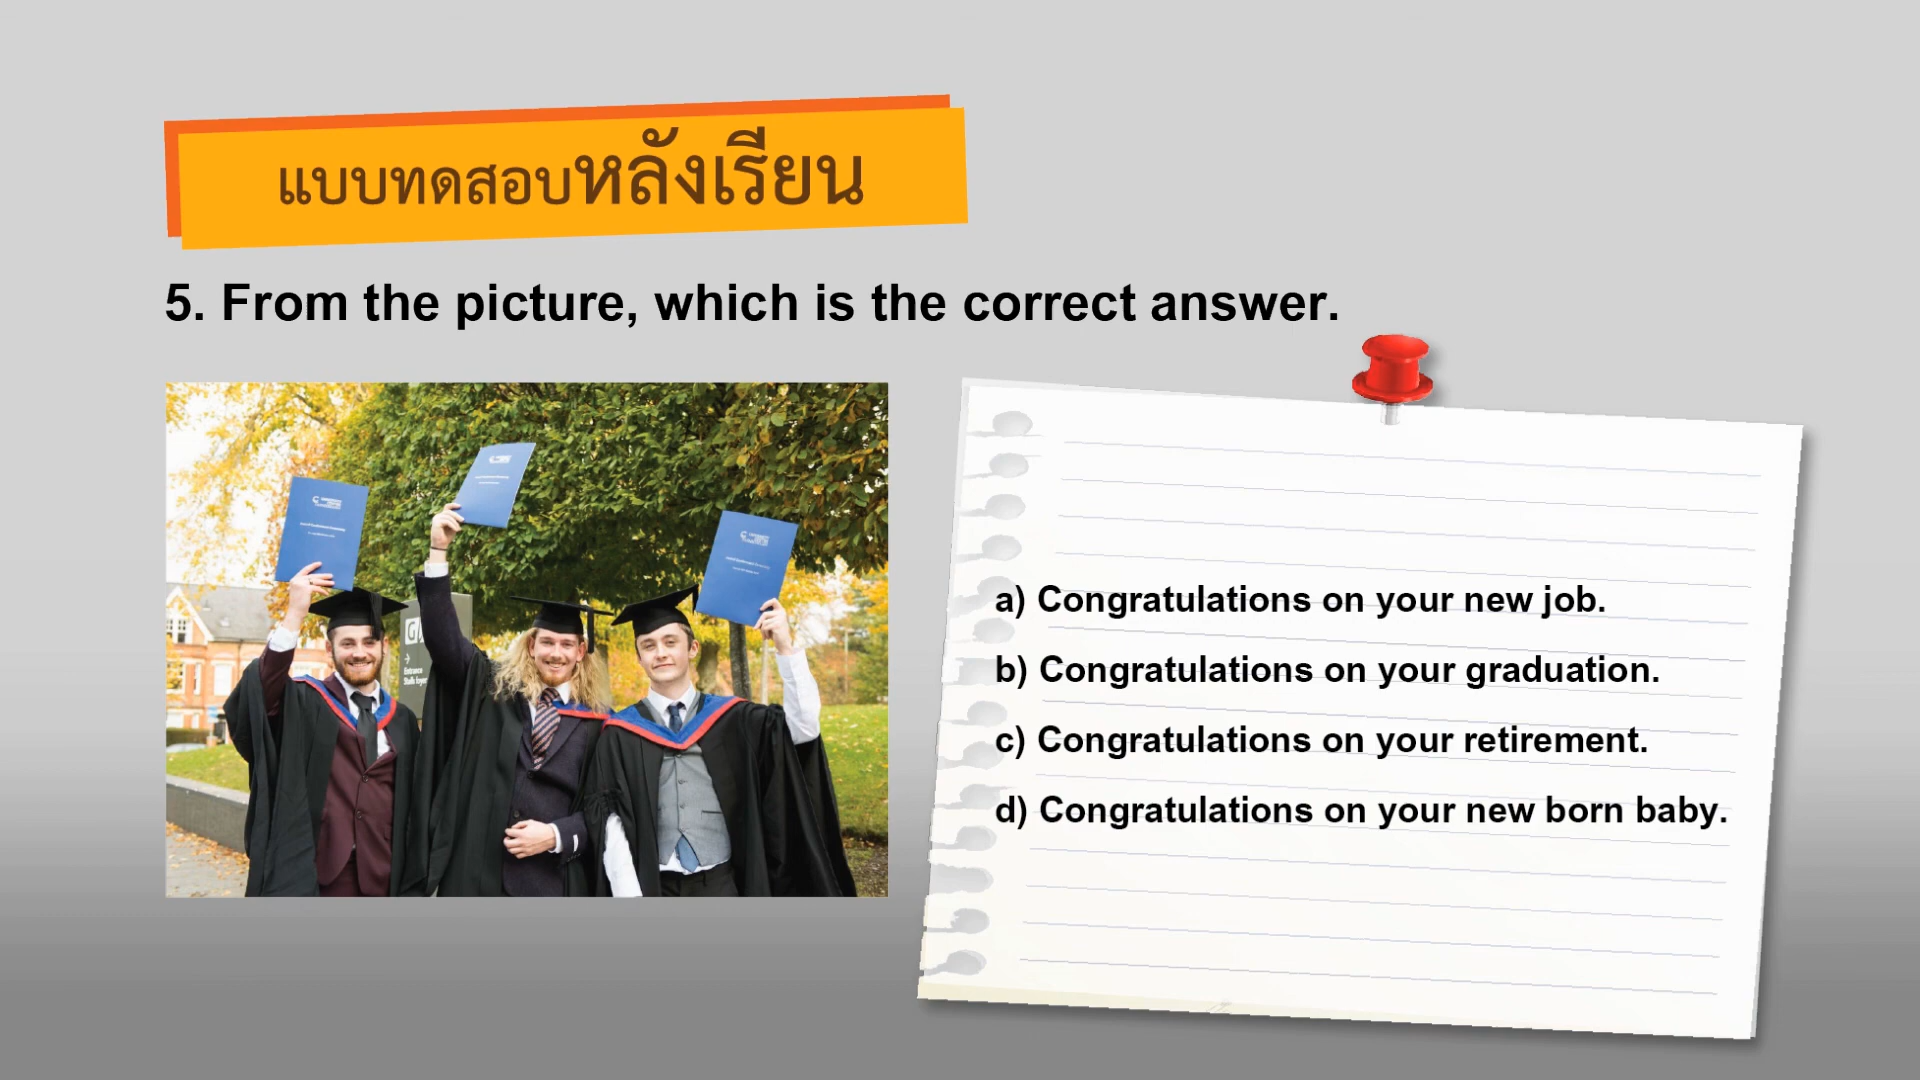 แบบทดสอบหลังเรียน
5. From the picture, which is the correct answer.
a) Congratulations on your new job.
b) Congratulations on your graduation.
c) Congratulations on your retirement.
d) Congratulations on your new born baby.
Entrance